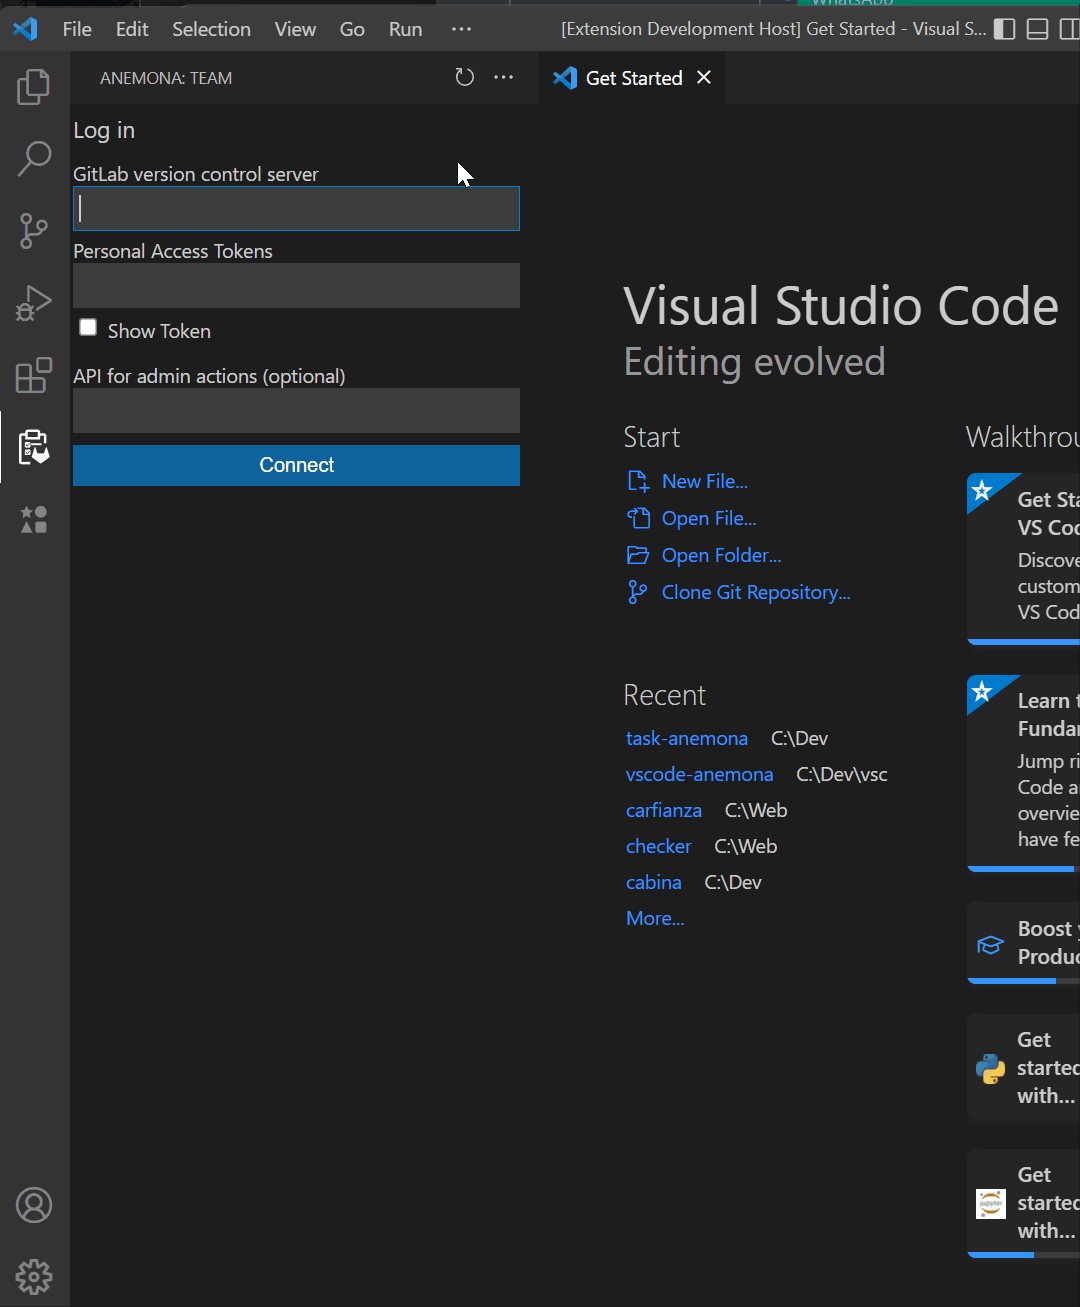 WhatsApp
File Edit Selection View Go Run ···
[Extension Development Host] Get Started - Visual S...
ANEMONA: TEAM
Get Started
Log in
GitLab version control server
Personal Access Tokens
Show Token
API for admin actions (optional)
Connect
Visual Studio Code
Editing evolved
Start
New File...
Open File...
Open Folder...
Clone Git Repository...
Recent
task-anemona C:\Dev
vscode-anemona C:\Dev\vsc
carfianza C:\Web
checker C:\Web
cabina C:\Dev
More...
Walkthrou
Get Sta
VS Cod
Discove
custom
VS Cod
Learn t
Fundar
Jump ri
Code a
overvie
have fe
Boost y
Produc
Get
started
with...
Get
started
with...